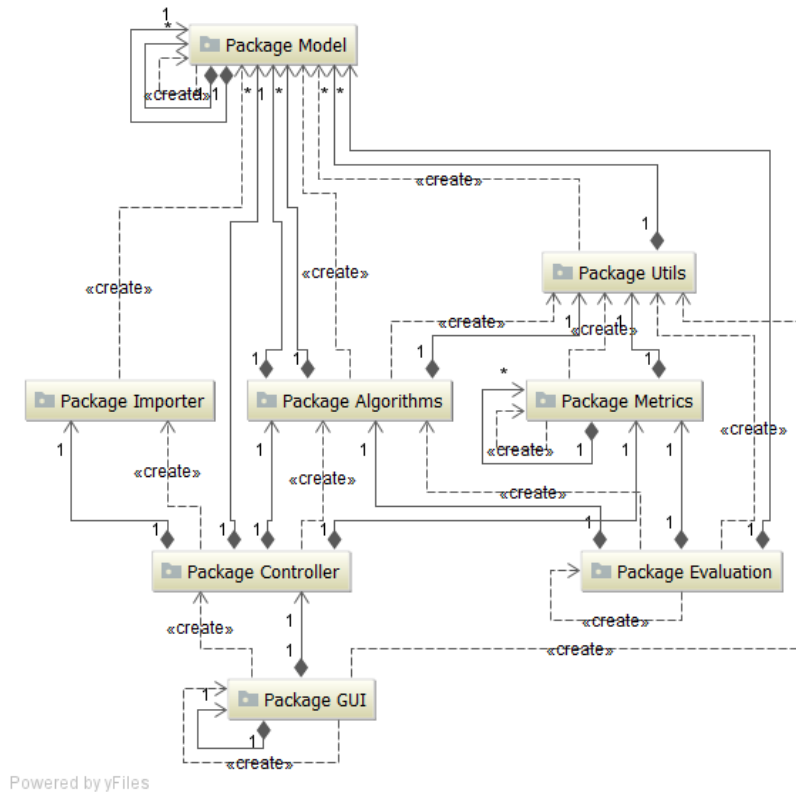 1
*
Package Model
«create»
1
1
*
1
*
*
*
«create»
1
Package Utils
«create»
«create»
«create»
1
1
«create»
1
1
1
*
1
Package Importer
Package Algorithms
Package Metrics
«create»
1
1
«create»
«create»
1
1
1
1
«create»
«create»
1
1
1
1
1
1
1
Package Controller
Package Evaluation
1
«create»
«create»
1
«create»
1
Package GUI
1
«create»
Powered by yFiles